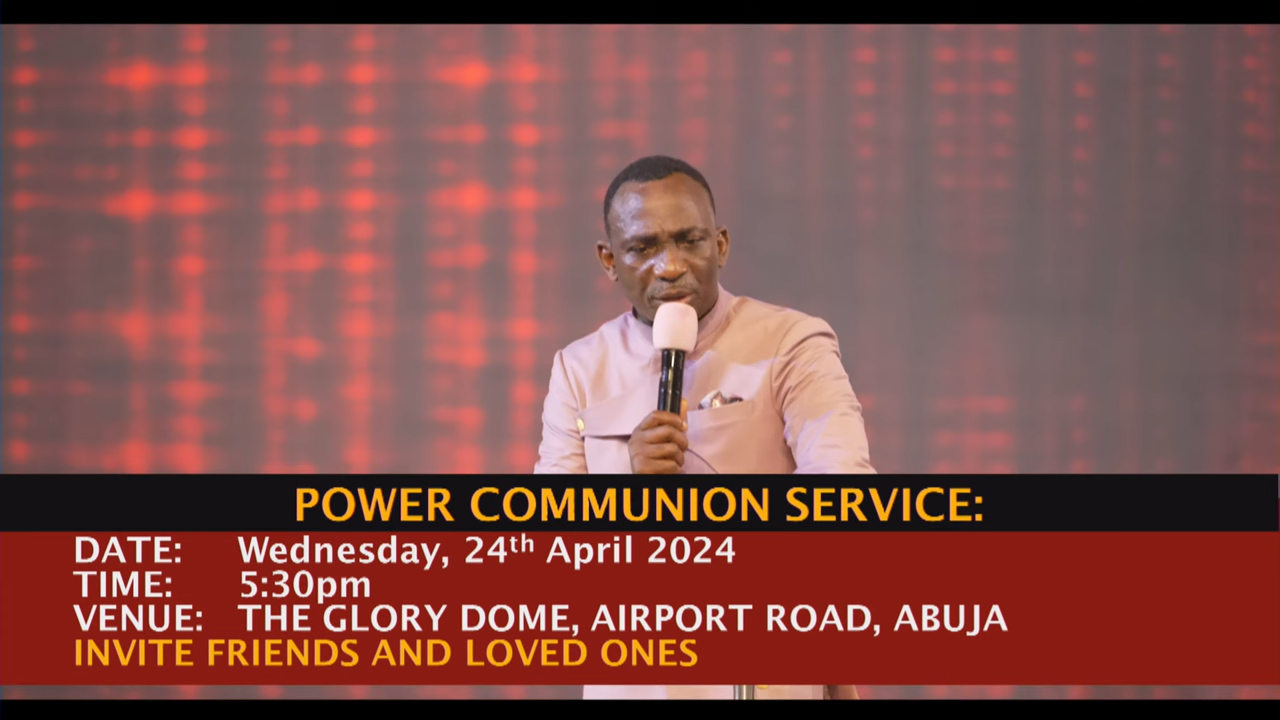 POWER COMMUNION SERVICE:
DATE: Wednesday, 24th April 2024
TIME: 5:30pm
VENUE: THE GLORY DOME, AIRPORT ROAD, ABUJA
INVITE FRIENDS AND LOVED ONES